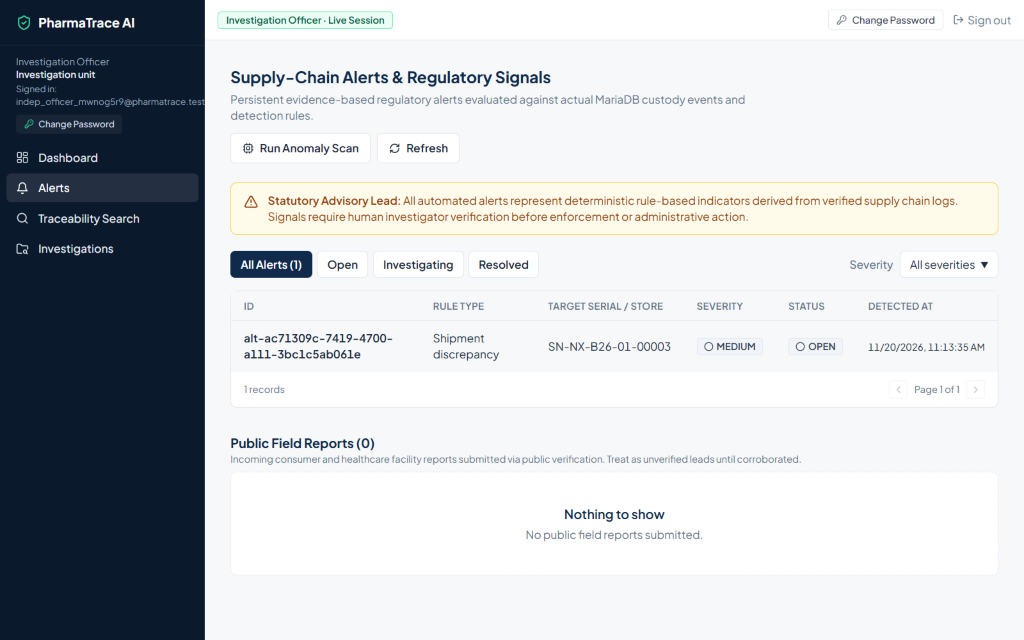 PharmaTrace AI
Investigation Officer
Investigation unit
Signed in:
indep_officer_mwnog5r9@pharmatrace.test
Change Password
Dashboard
Alerts
Traceability Search
Investigations
Investigation Officer · Live Session
Change Password
Sign out
Supply-Chain Alerts & Regulatory Signals
Persistent evidence-based regulatory alerts evaluated against actual MariaDB custody events and
detection rules.
Run Anomaly Scan
Refresh
Statutory Advisory Lead: All automated alerts represent deterministic rule-based indicators derived from verified supply chain logs.
Signals require human investigator verification before enforcement or administrative action.
All Alerts (1)
Open
Investigating
Resolved
Severity
All severities
ID
RULE TYPE
TARGET SERIAL / STORE
SEVERITY
STATUS
DETECTED AT
alt-ac71309c-7419-4700-
a111-3bc1c5ab061e
Shipment
discrepancy
SN-NX-B26-01-00003
MEDIUM
OPEN
11/20/2026, 11:13:35 AM
1 records
Page 1 of 1
Public Field Reports (0)
Incoming consumer and healthcare facility reports submitted via public verification. Treat as unverified leads until corroborated.
Nothing to show
No public field reports submitted.